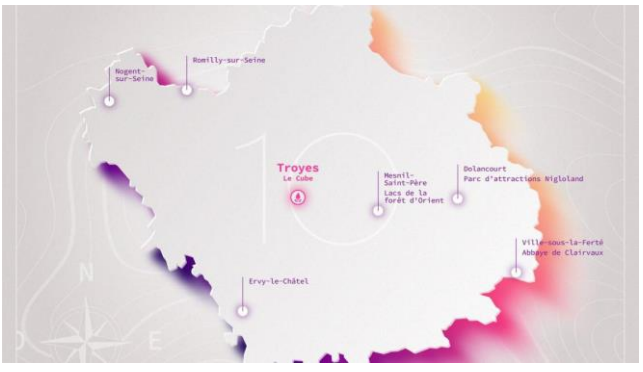 Romilly-sur-Seine
Nogent-
sur-Seine
10
Troyes
Le Cube
Mesnil-
Saint-Père
Lacs de la
forêt d'Orient
Dolancourt
Parc d'attractions Nigloland
Ville-sous-la-Ferté
Abbaye de Clairvaux
Ervy-le-Châtel
N
O
E